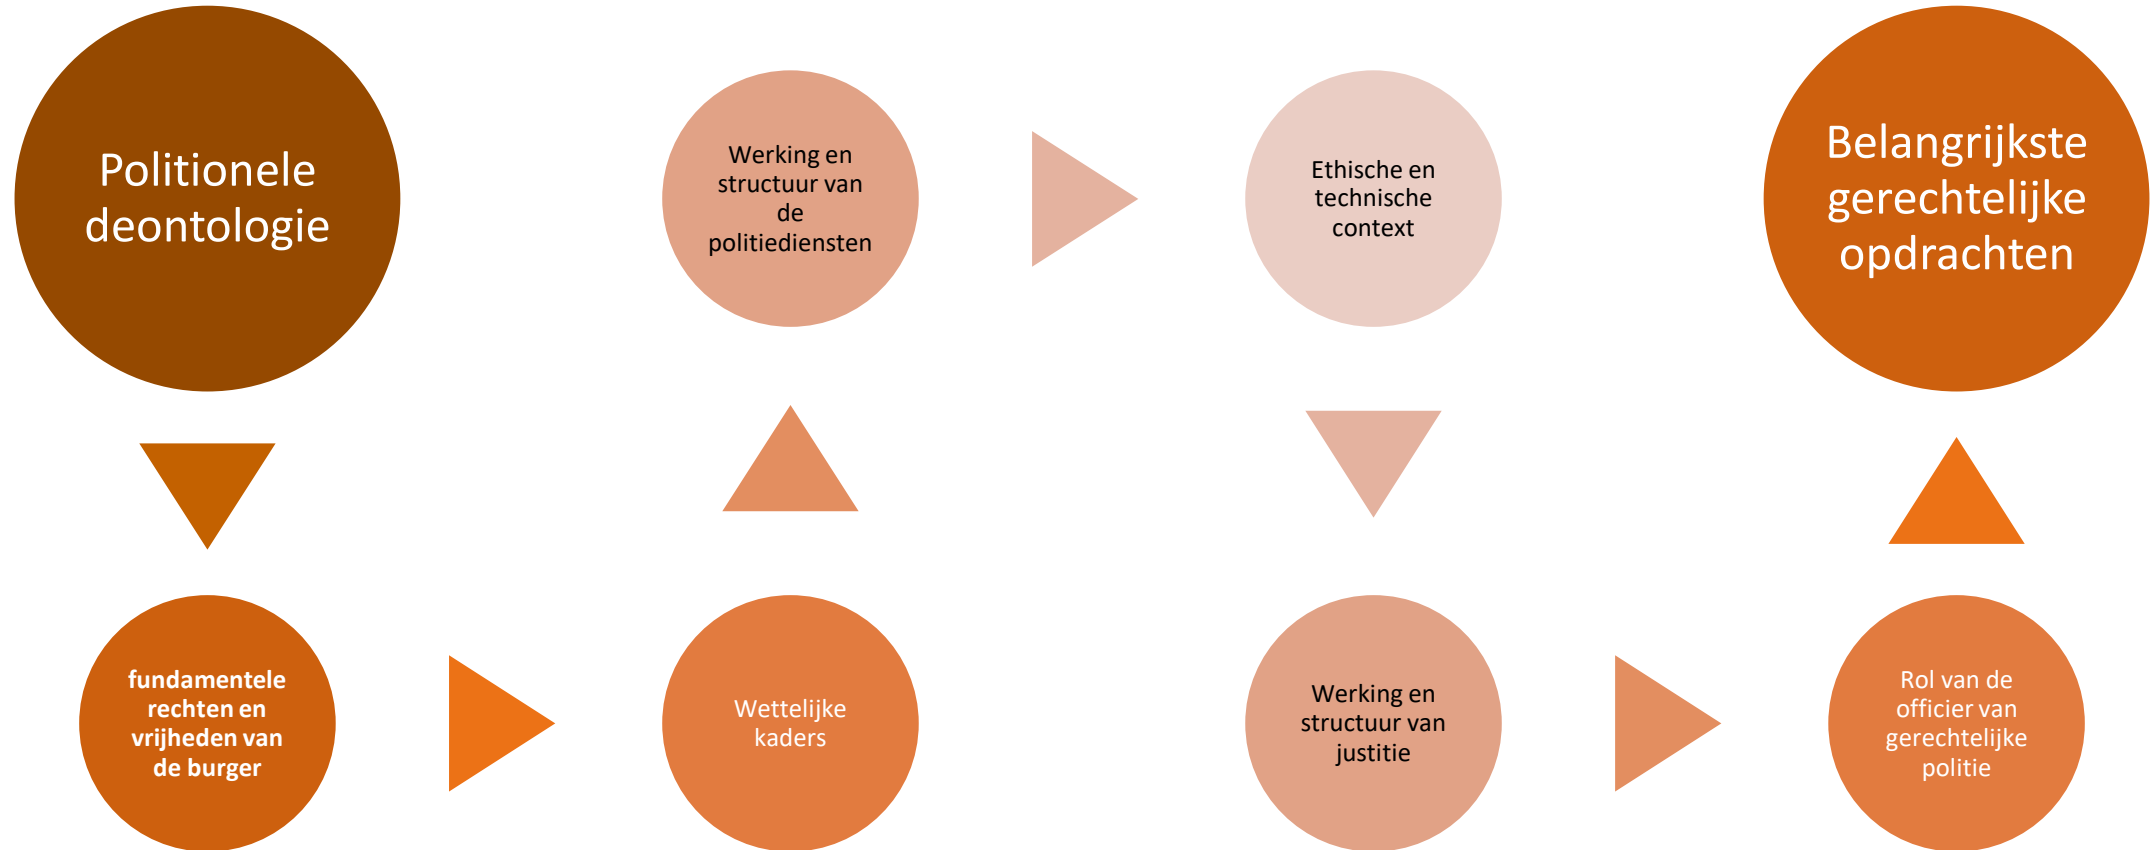 Politionele
deontologie
fundamentele
rechten en
vrijheden van
de burger
Wettelijke
kaders
Werking en
structuur van
de
politiediensten
Ethische en
technische
context
Werking en
structuur van
justitie
Rol van de
officier van
gerechtelijke
politie
Belangrijkste
gerechtelijke
opdrachten